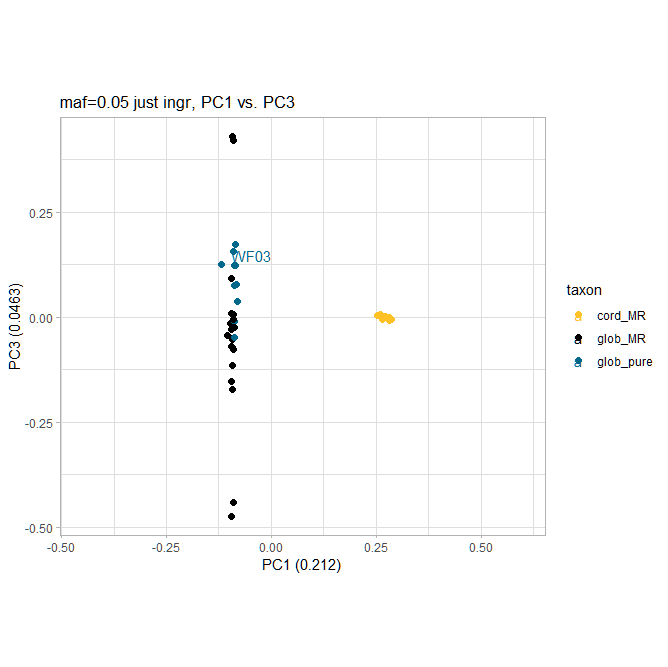 maf=0.05 just ingr, PC1 vs. PC3
WF03
0.25
0.00
-0.25
-0.50
PC3 (0.0463)
-0.50
-0.25
0.00
0.25
0.50
PC1 (0.212)
taxon
a cord_MR
a glob_MR
a glob_pure